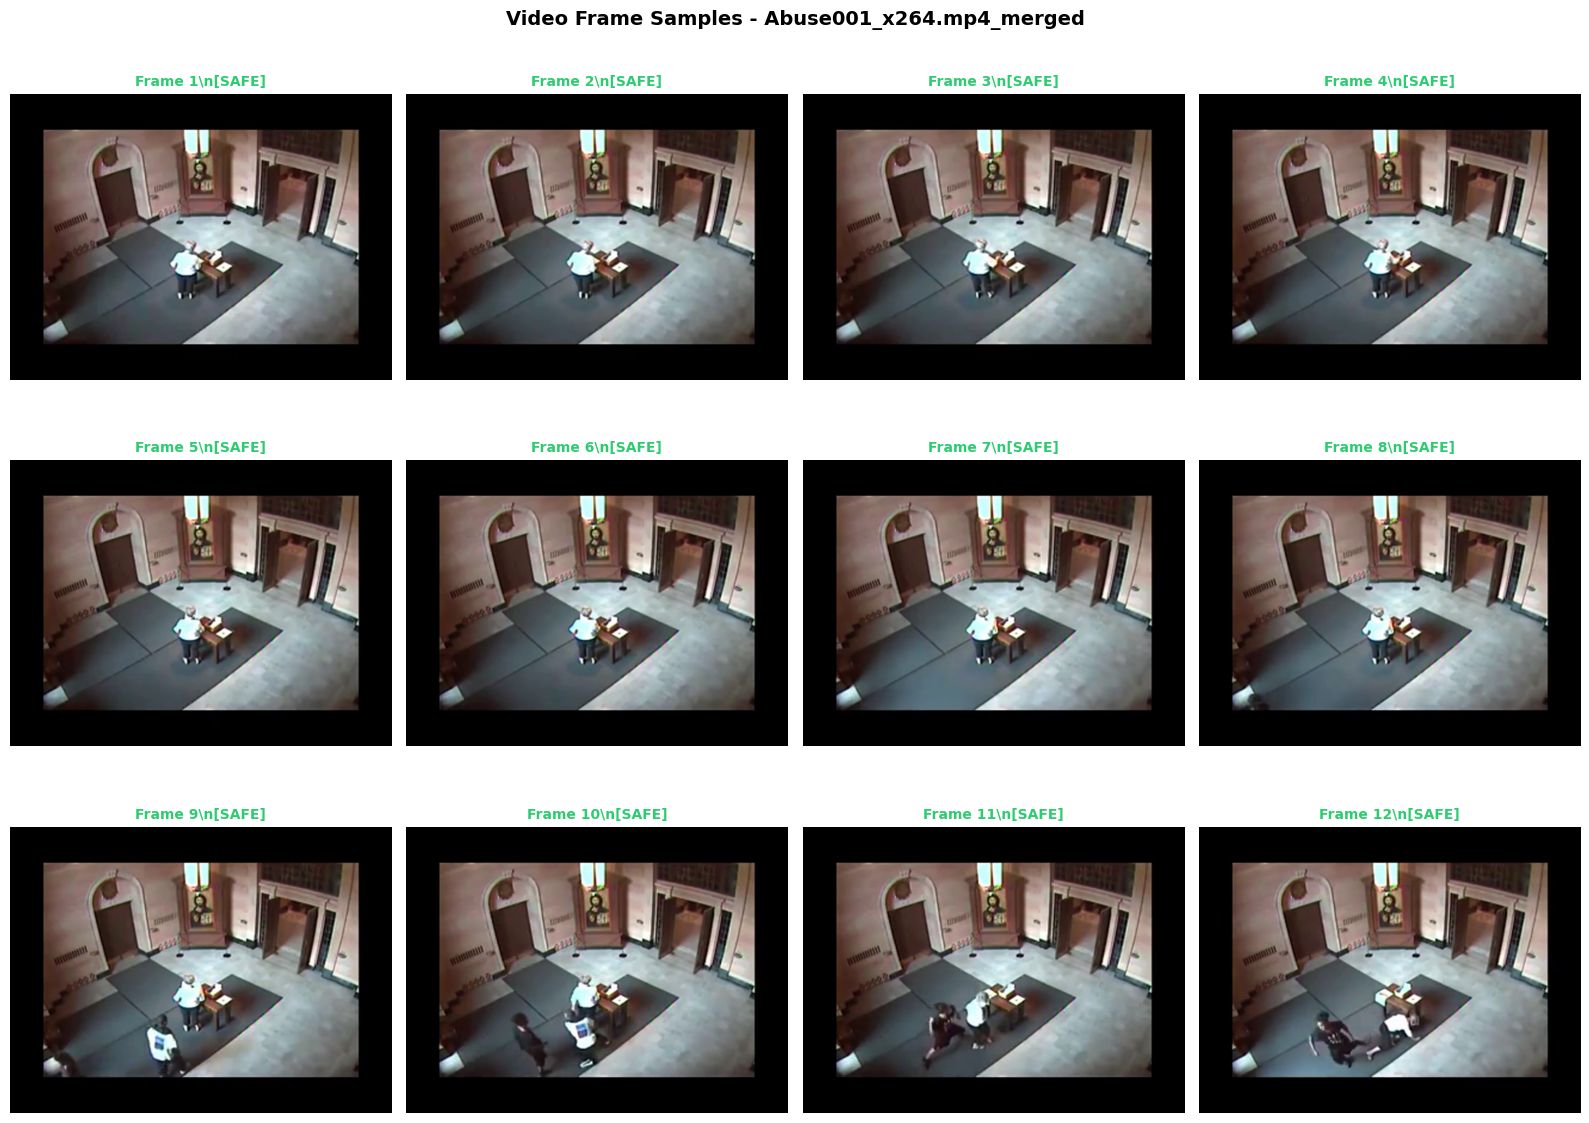 Video Frame Samples - Abuse001_x264.mp4_merged
Frame 1\n[SAFE]
Frame 2\n[SAFE]
Frame 3\n[SAFE]
Frame 4\n[SAFE]
Frame 5\n[SAFE]
Frame 6\n[SAFE]
Frame 7\n[SAFE]
Frame 8\n[SAFE]
Frame 9\n[SAFE]
Frame 10\n[SAFE]
Frame 11\n[SAFE]
Frame 12\n[SAFE]